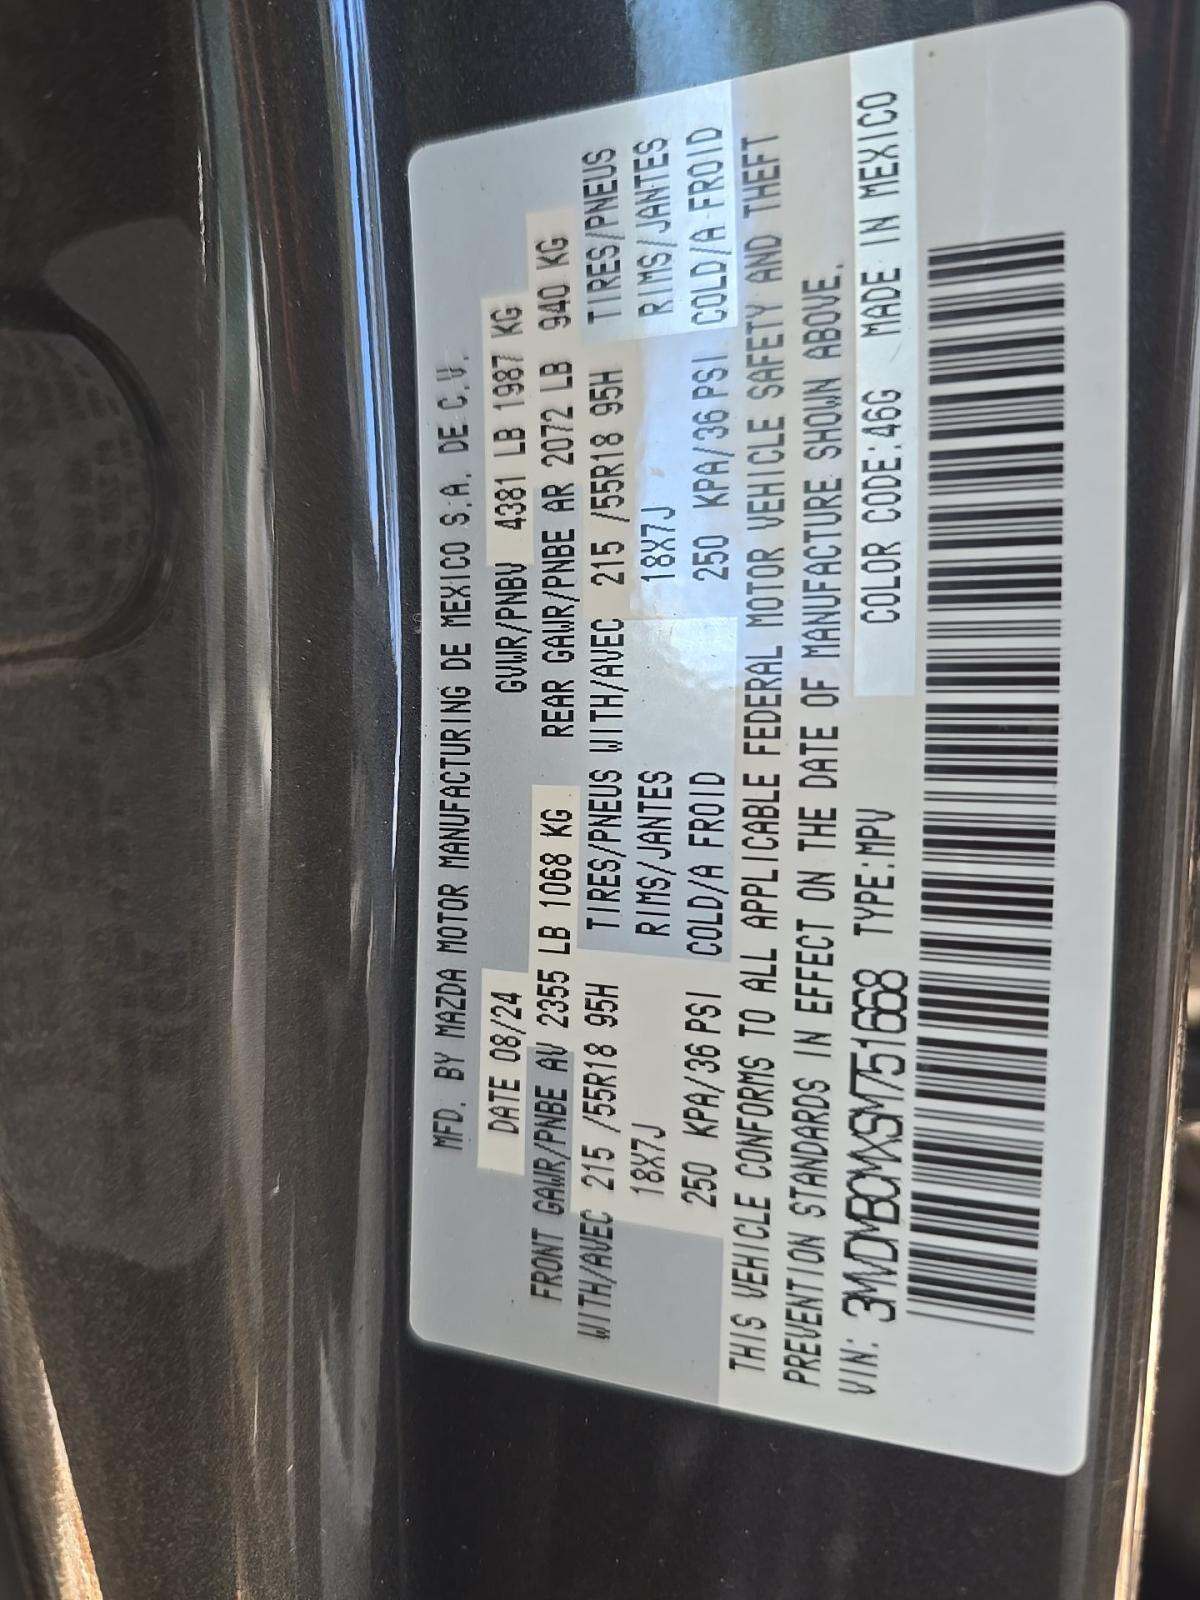 MFD. BY MAZDA MOTOR MANUFACTURING DE MEXICO S.A. DE C.V.
DATE 08/24 GVWR/PNBV 4381 LB 1987 KG
FRONT GAWR/PNBE AV 2355 LB 1068 KG REAR GAWR/PNBE AR 2072 LB 940 KG
WITH/AVEC 215 /55R18 95H TIRES/PNEUS WITH/AVEC 215 /55R18 95H TIRES/PNEUS
18X7J RIMS/JANTES 18X7J RIMS/JANTES
250 KPA/36 PSI COLD/A FROID 250 KPA/36 PSI COLD/A FROID
THIS VEHICLE CONFORMS TO ALL APPLICABLE FEDERAL MOTOR VEHICLE SAFETY AND THEFT
PREVENTION STANDARDS IN EFFECT ON THE DATE OF MANUFACTURE SHOWN ABOVE.
VIN: 3MVDMBCMXSM751668 TYPE:MPV COLOR CODE:46G MADE IN MEXICO